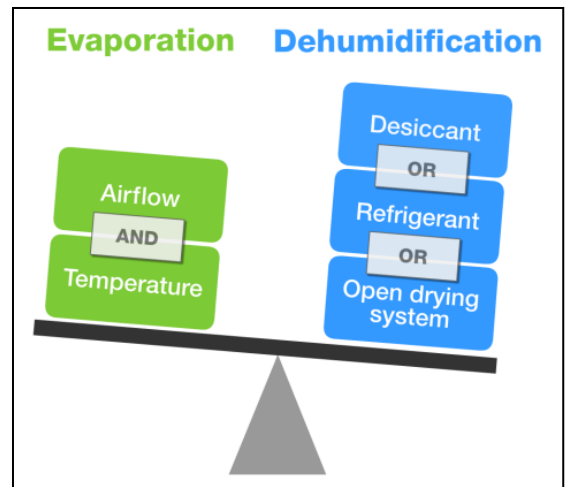 Evaporation
Dehumidification
Airflow
AND
Temperature
Desiccant
OR
Refrigerant
OR
Open drying
system